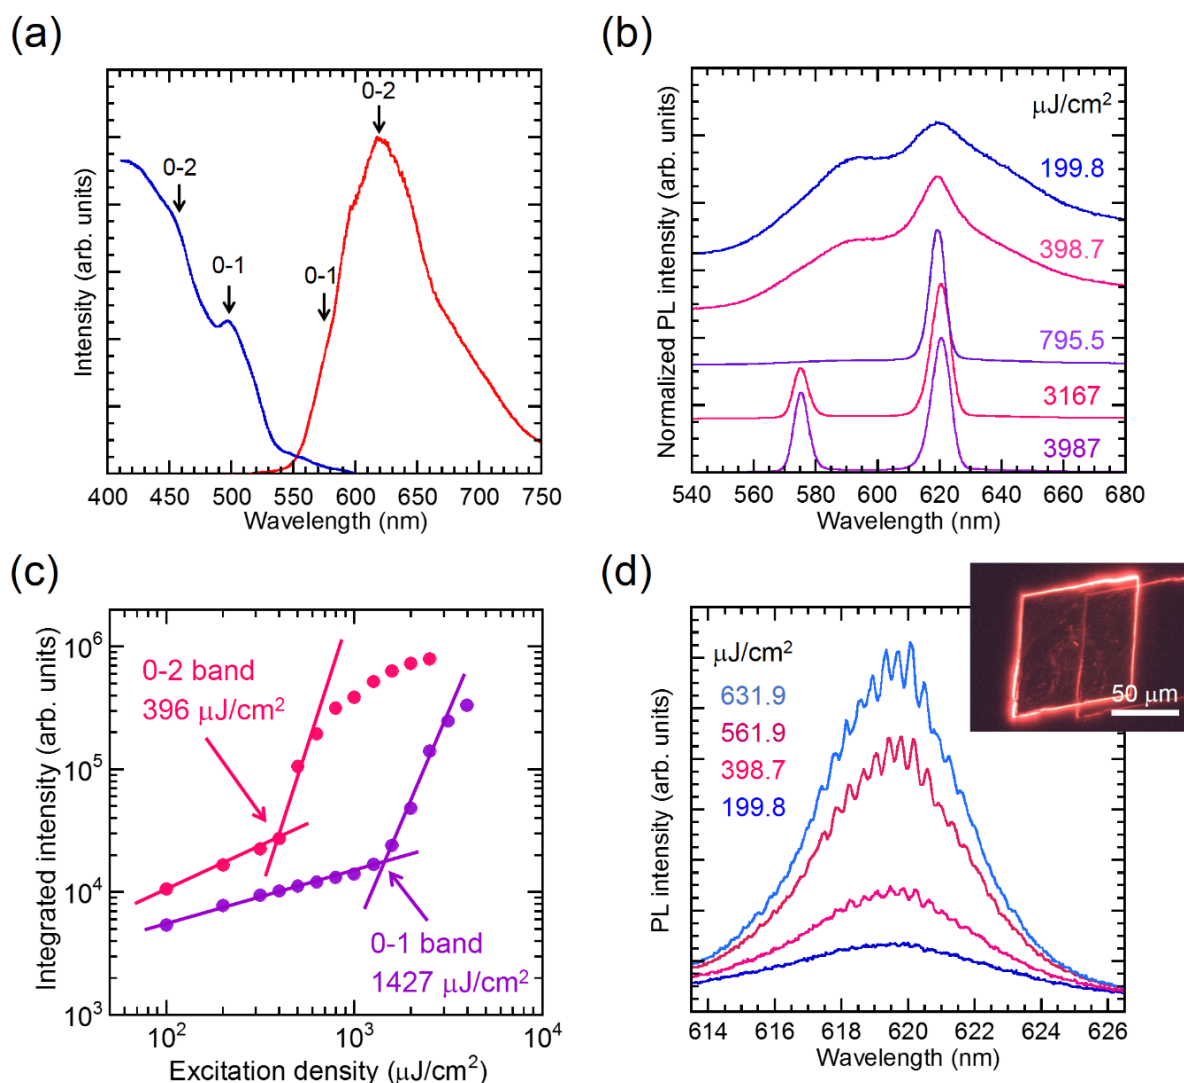 (a)
0-2
0-1
0-1
0-2
Intensity (arb. units)
400 450 500 550 600 650 700 750
Wavelength (nm)
(b)
μJ/cm²
199.8
398.7
795.5
3167
3987
Normalized PL intensity (arb. units)
540 560 580 600 620 640 660 680
Wavelength (nm)
(c)
10⁶
10⁵
10⁴
10³
Integrated intensity (arb. units)
0-2 band
396 μJ/cm²
0-1 band
1427 μJ/cm²
10² 10³ 10⁴
Excitation density (μJ/cm²)
(d)
μJ/cm²
631.9
561.9
398.7
199.8
50 μm
PL intensity (arb. units)
614 616 618 620 622 624 626
Wavelength (nm)